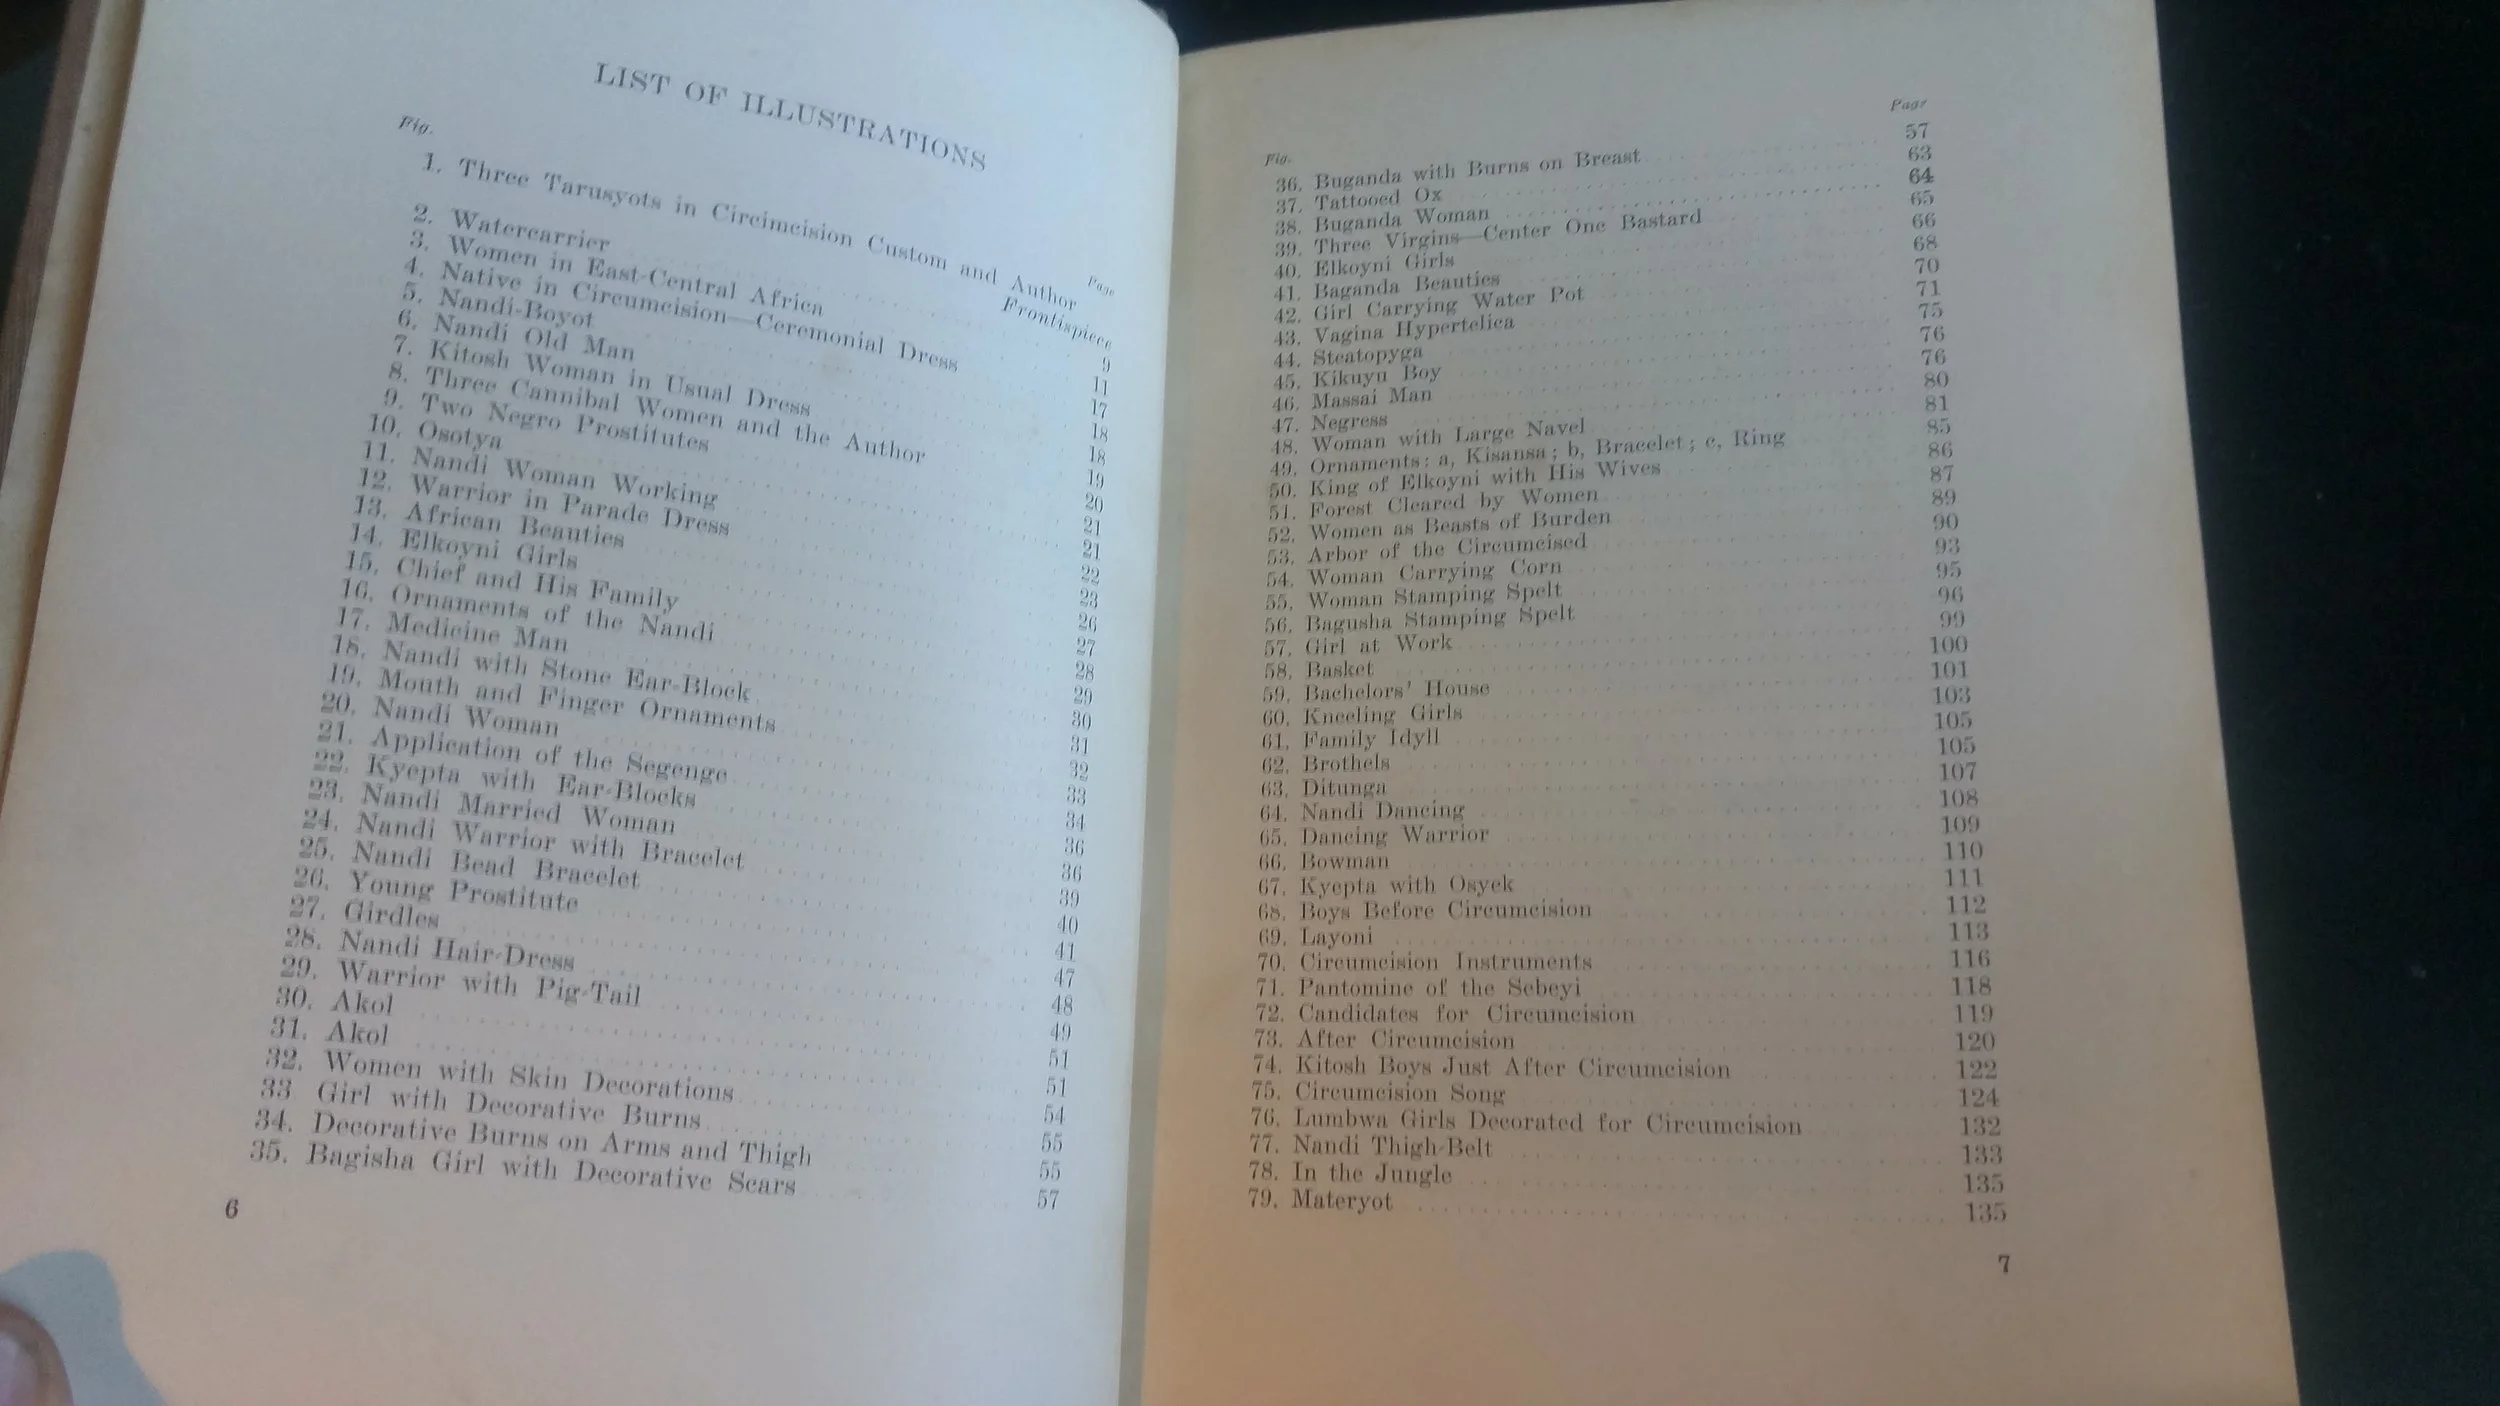 LIST OF ILLUSTRATIONS
Fig. Page
1. Three Tarusyots in Circimcision Custom and Author
Frontispiece
2. Watercarrier 9
3. Women in East-Central Africa 11
4. Native in Circumcision—Ceremonial Dress 17
5. Nandi-Boyot 18
6. Nandi Old Man 18
7. Kitosh Woman in Usual Dress 19
8. Three Cannibal Women and the Author 20
9. Two Negro Prostitutes 21
10. Osotya 21
11. Nandi Woman Working 22
12. Warrior in Parade Dress 23
13. African Beauties 26
14. Elkoyni Girls 27
15. Chief and His Family 28
16. Ornaments of the Nandi 29
17. Medicine Man 30
18. Nandi with Stone Ear-Block 31
19. Mouth and Finger Ornaments 32
20. Nandi Woman 33
21. Application of the Segenge 34
22. Kyepta with Ear-Blocks 36
23. Nandi Married Woman 36
24. Nandi Warrior with Bracelet 39
25. Nandi Bead Bracelet 40
26. Young Prostitute 41
27. Girdles 47
28. Nandi Hair-Dress 48
29. Warrior with Pig-Tail 49
30. Akol 51
31. Akol 51
32. Women with Skin Decorations 54
33 Girl with Decorative Burns 55
34. Decorative Burns on Arms and Thigh 55
35. Bagisha Girl with Decorative Scars 57
6
Fig. Page
36. Buganda with Burns on Breast 57
37. Tattooed Ox 63
38. Buganda Woman 64
39. Three Virgins—Center One Bastard 65
40. Elkoyni Girls 66
41. Baganda Beauties 68
42. Girl Carrying Water Pot 70
43. Vagina Hypertelica 71
44. Steatopyga 75
45. Kikuyu Boy 76
46. Massai Man 76
47. Negress 80
48. Woman with Large Navel 81
49. Ornaments: a, Kisansa; b, Bracelet; c, Ring 85
50. King of Elkoyni with His Wives 86
51. Forest Cleared by Women 87
52. Women as Beasts of Burden 89
53. Arbor of the Circumcised 90
54. Woman Carrying Corn 93
55. Woman Stamping Spelt 95
56. Bagusha Stamping Spelt 96
57. Girl at Work 99
58. Basket 100
59. Bachelors' House 101
60. Kneeling Girls 103
61. Family Idyll 105
62. Brothels 105
63. Ditunga 107
64. Nandi Dancing 108
65. Dancing Warrior 109
66. Bowman 110
67. Kyepta with Osyek 111
68. Boys Before Circumcision 112
69. Layoni 113
70. Circumcision Instruments 116
71. Pantomine of the Sebeyi 118
72. Candidates for Circumcision 119
73. After Circumcision 120
74. Kitosh Boys Just After Circumcision 122
75. Circumcision Song 124
76. Lumbwa Girls Decorated for Circumcision 132
77. Nandi Thigh-Belt 133
78. In the Jungle 135
79. Materyot 135
7